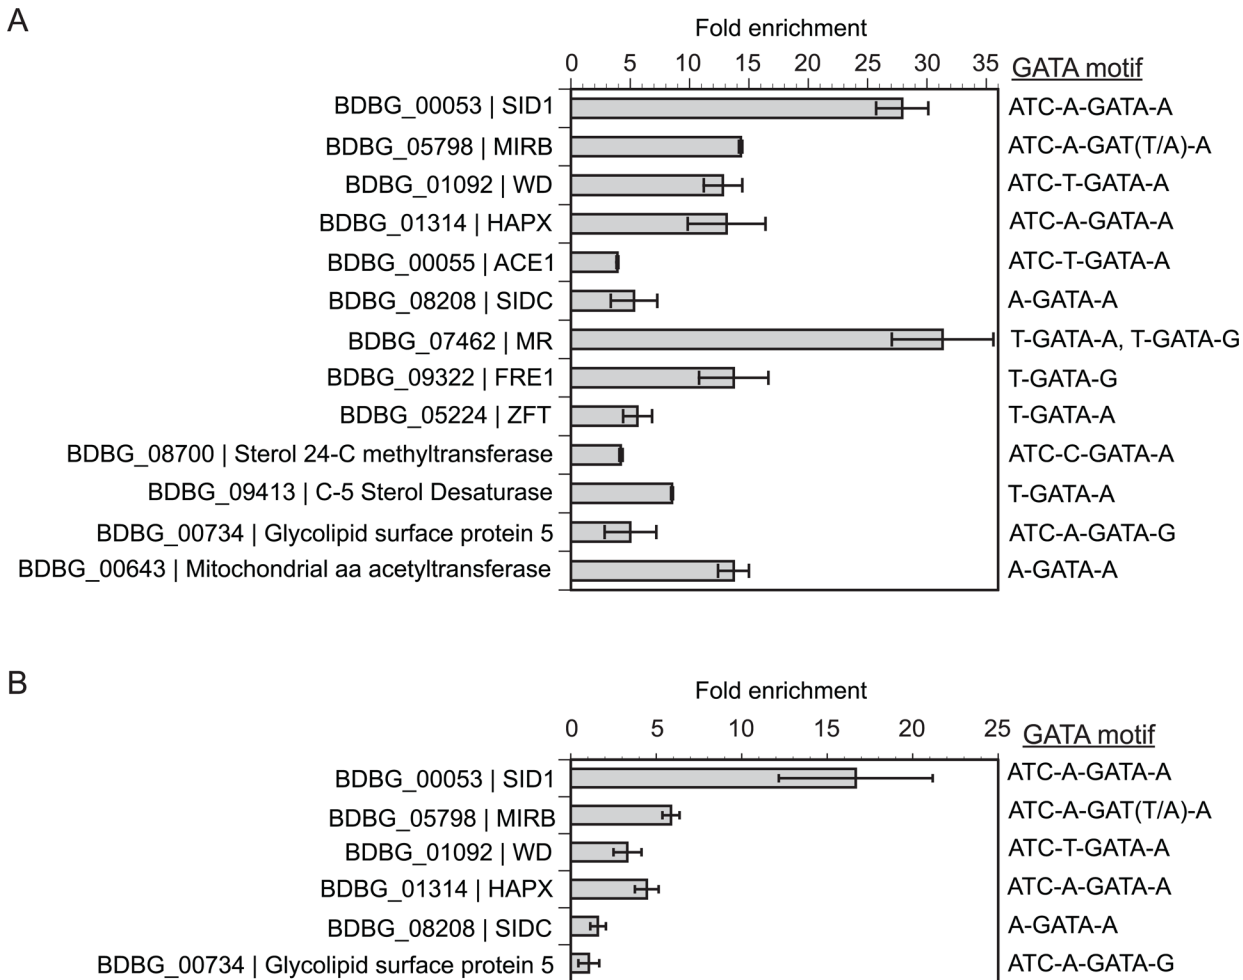 A
Fold enrichment
0 5 10 15 20 25 30 35 GATA motif
BDBG_00053 | SID1 ATC-A-GATA-A
BDBG_05798 | MIRB ATC-A-GAT(T/A)-A
BDBG_01092 | WD ATC-T-GATA-A
BDBG_01314 | HAPX ATC-A-GATA-A
BDBG_00055 | ACE1 ATC-T-GATA-A
BDBG_08208 | SIDC A-GATA-A
BDBG_07462 | MR T-GATA-A, T-GATA-G
BDBG_09322 | FRE1 T-GATA-G
BDBG_05224 | ZFT T-GATA-A
BDBG_08700 | Sterol 24-C methyltransferase ATC-C-GATA-A
BDBG_09413 | C-5 Sterol Desaturase T-GATA-A
BDBG_00734 | Glycolipid surface protein 5 ATC-A-GATA-G
BDBG_00643 | Mitochondrial aa acetyltransferase A-GATA-A
B
Fold enrichment
0 5 10 15 20 25 GATA motif
BDBG_00053 | SID1 ATC-A-GATA-A
BDBG_05798 | MIRB ATC-A-GAT(T/A)-A
BDBG_01092 | WD ATC-T-GATA-A
BDBG_01314 | HAPX ATC-A-GATA-A
BDBG_08208 | SIDC A-GATA-A
BDBG_00734 | Glycolipid surface protein 5 ATC-A-GATA-G